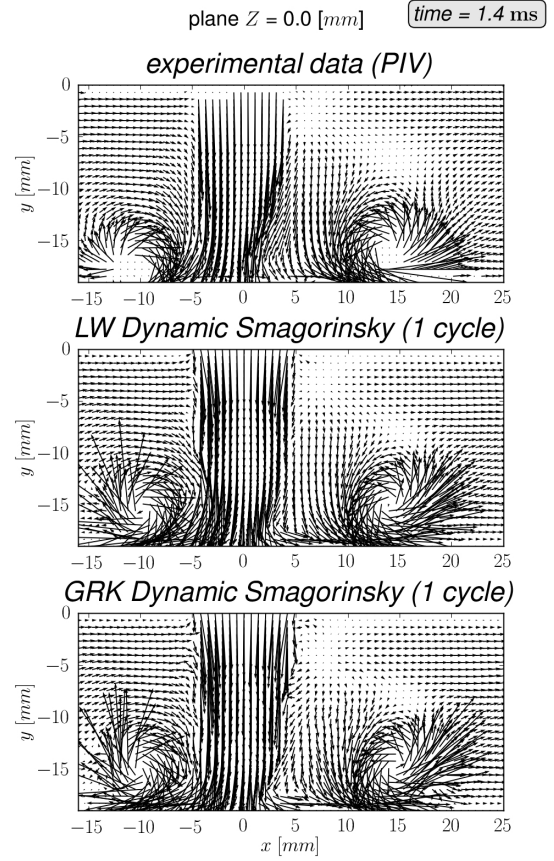 plane Z = 0.0 [mm]
time = 1.4 ms
experimental data (PIV)
0
−5
−10
−15
y [mm]
−15 −10 −5 0 5 10 15 20 25
LW Dynamic Smagorinsky (1 cycle)
0
−5
−10
−15
y [mm]
−15 −10 −5 0 5 10 15 20 25
GRK Dynamic Smagorinsky (1 cycle)
0
−5
−10
−15
y [mm]
−15 −10 −5 0 5 10 15 20 25
x [mm]